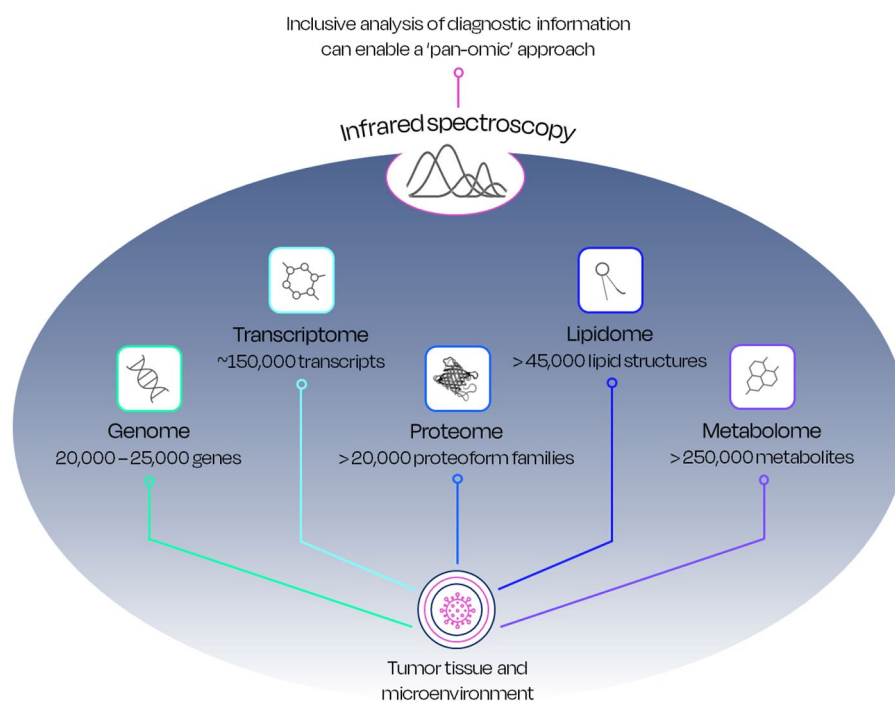 Inclusive analysis of diagnostic information
can enable a ‘pan-omic’ approach
Infrared spectroscopy
Transcriptome
~150,000 transcripts
Lipidome
>45,000 lipid structures
Genome
20,000–25,000 genes
Proteome
>20,000 proteoform families
Metabolome
>250,000 metabolites
Tumor tissue and
microenvironment